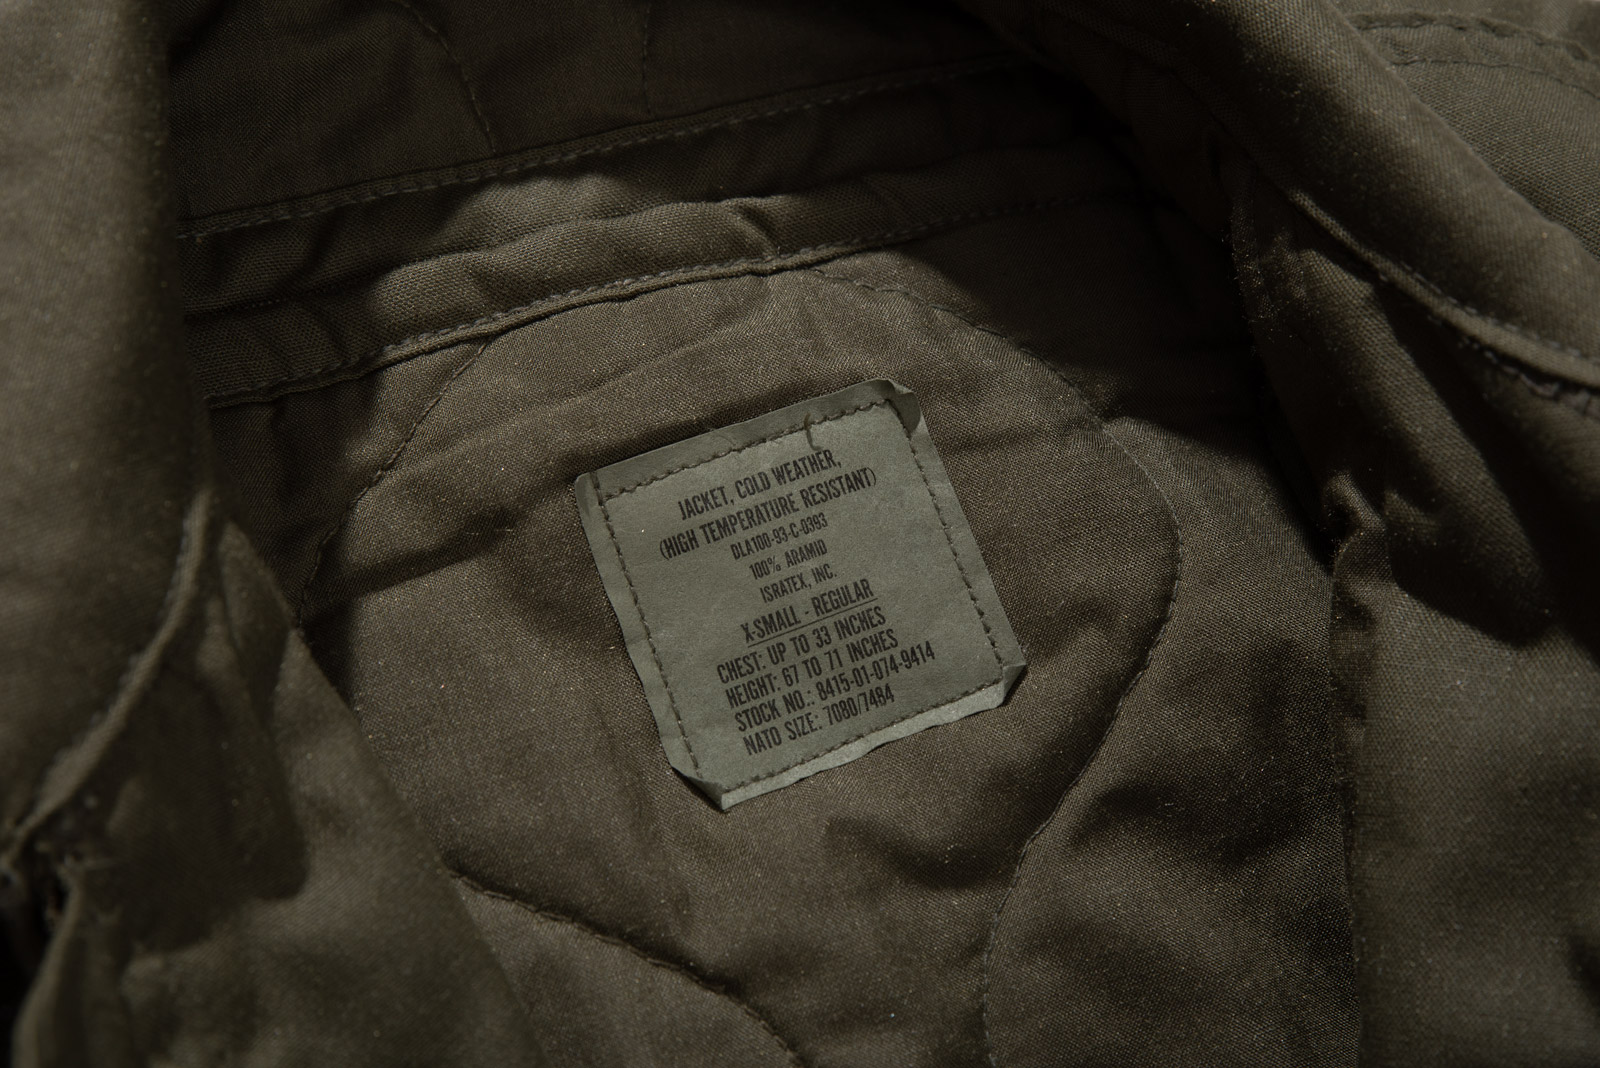 JACKET, COLD WEATHER,
(HIGH TEMPERATURE RESISTANT)
DLA100-93-C-0393
100% ARAMID
ISRATEX, INC.
X-SMALL - REGULAR
CHEST: UP TO 33 INCHES
HEIGHT: 67 TO 71 INCHES
STOCK NO.: 8415-01-074-9414
NATO SIZE: 7080/7484